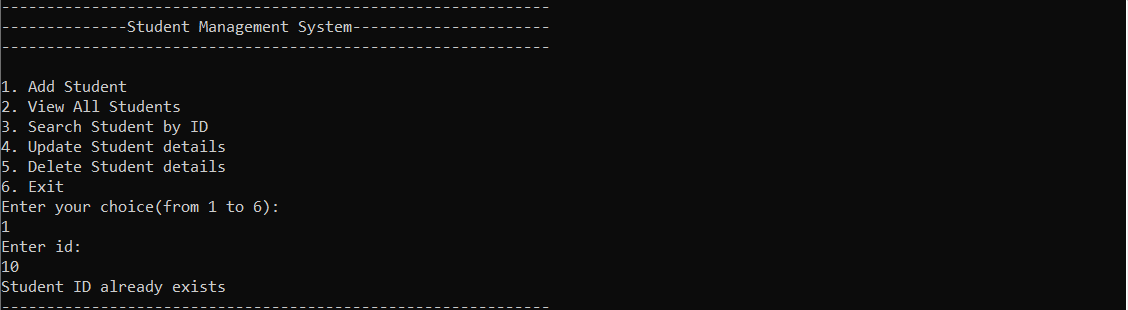 -------------------------------------------------------------
--------------Student Management System----------------------
-------------------------------------------------------------
1. Add Student
2. View All Students
3. Search Student by ID
4. Update Student details
5. Delete Student details
6. Exit
Enter your choice(from 1 to 6):
1
Enter id:
10
Student ID already exists
-------------------------------------------------------------